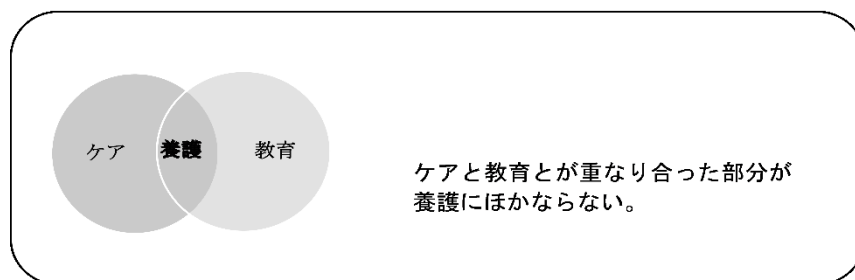 ケア
養護
教育
ケアと教育とが重なり合った部分が
養護にほかならない。